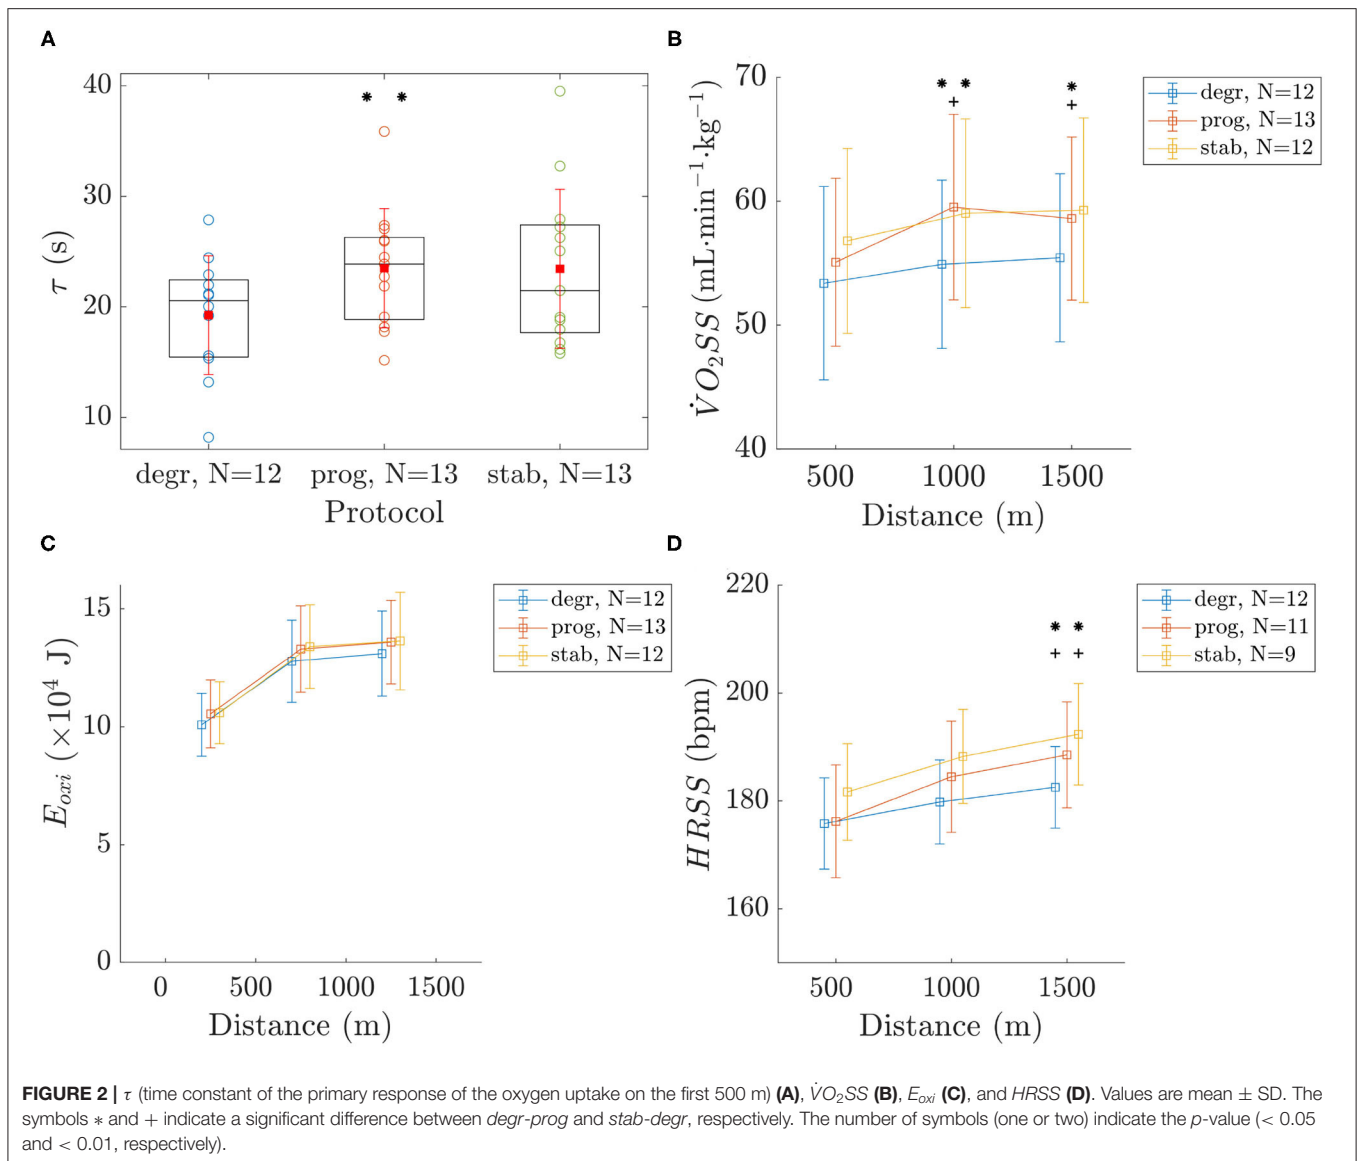 A
40
30
20
10
τ (s)
* *
degr, N=12 prog, N=13 stab, N=13
Protocol
B
70
60
50
40
V̇O₂SS (mL·min⁻¹·kg⁻¹)
* *
+
*
+
500 1000 1500
Distance (m)
degr, N=12
prog, N=13
stab, N=12
C
15
10
5
0
E_oxi (×10⁴ J)
0 500 1000 1500
Distance (m)
degr, N=12
prog, N=13
stab, N=12
D
220
200
180
160
HRSS (bpm)
* *
+ +
500 1000 1500
Distance (m)
degr, N=12
prog, N=11
stab, N=9
FIGURE 2 | τ (time constant of the primary response of the oxygen uptake on the first 500 m) (A), V̇O₂SS (B), E_oxi (C), and HRSS (D). Values are mean ± SD. The
symbols * and + indicate a significant difference between degr-prog and stab-degr, respectively. The number of symbols (one or two) indicate the p-value (< 0.05
and < 0.01, respectively).